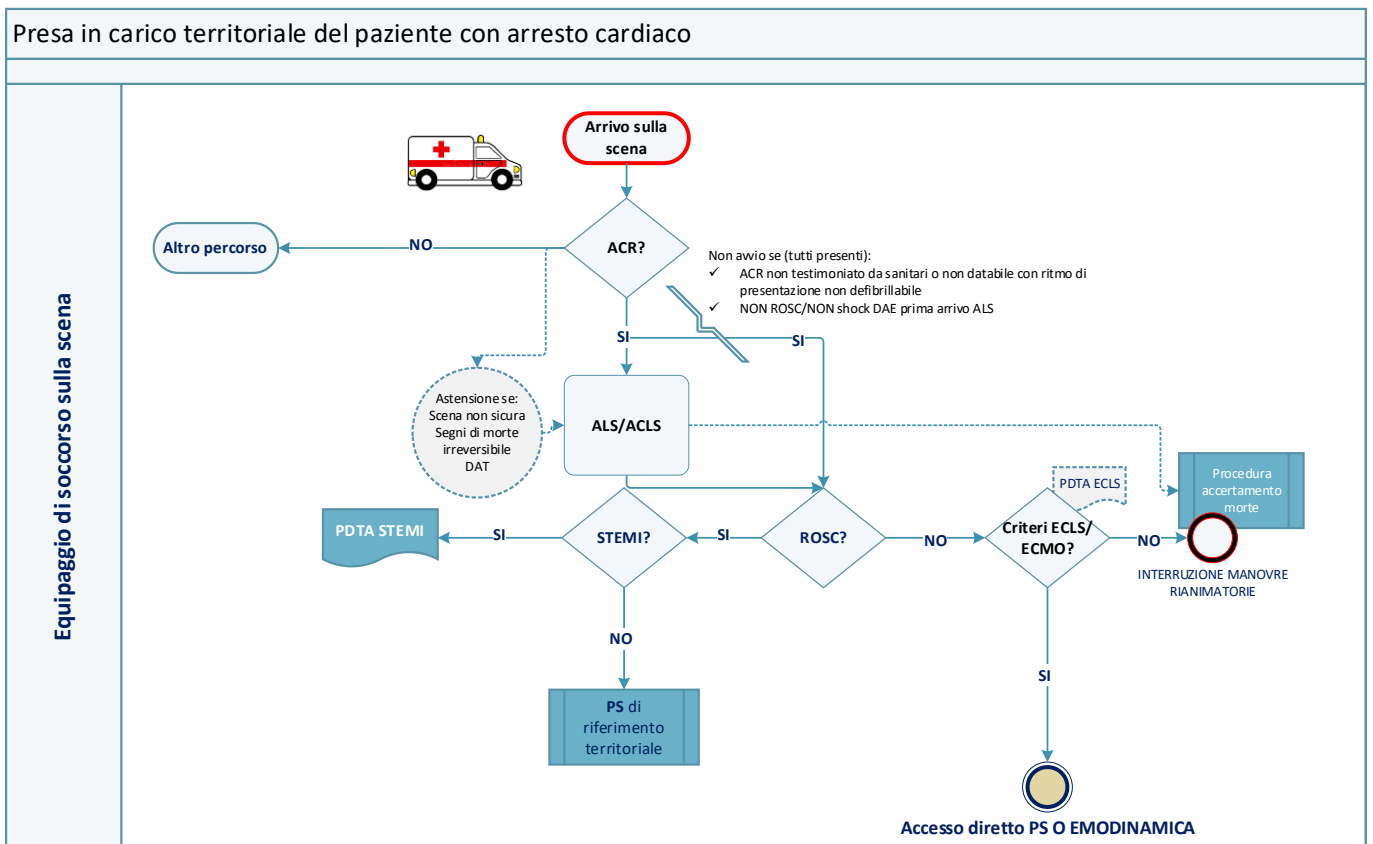 Presa in carico territoriale del paziente con arresto cardiaco
Equipaggio di soccorso sulla scena
Arrivo sulla
scena
Altro percorso
NO
ACR?
Non avvio se (tutti presenti):
✓ ACR non testimoniato da sanitari o non databile con ritmo di
presentazione non defibrillabile
✓ NON ROSC/NON shock DAE prima arrivo ALS
SI
SI
Astensione se:
Scena non sicura
Segni di morte
irreversibile
DAT
ALS/ACLS
PDTA ECLS
Procedura
accertamento
morte
PDTA STEMI
SI
STEMI?
SI
ROSC?
NO
Criteri ECLS/
ECMO?
NO
INTERRUZIONE MANOVRE
RIANIMATORIE
NO
SI
PS di
riferimento
territoriale
Accesso diretto PS O EMODINAMICA